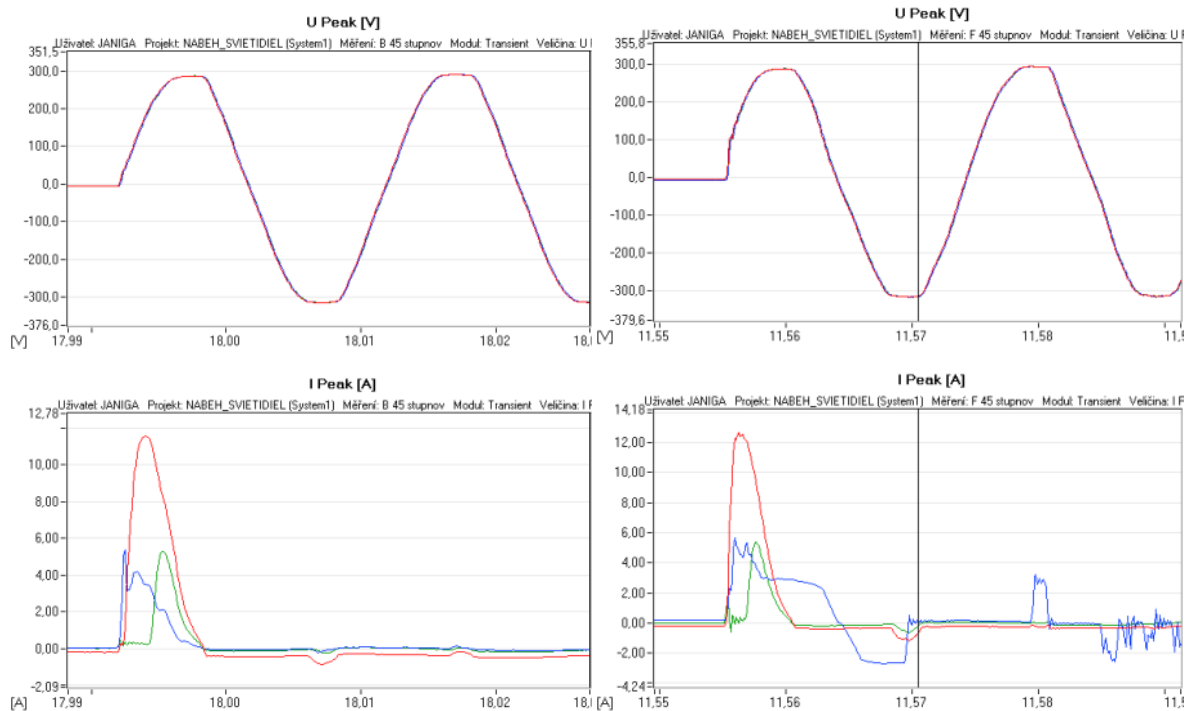 U Peak [V]
Uživatel: JANIGA Projekt: NABEH_SVIETIDIEL (System1) Měření: B 45 stupnov Modul: Transient Veličina: U
351,5
300,0
200,0
100,0
0,0
-100,0
-200,0
-300,0
-376,0
[V]
17,99 18,00 18,01 18,02 18,0
U Peak [V]
Uživatel: JANIGA Projekt: NABEH_SVIETIDIEL (System1) Měření: F 45 stupnov Modul: Transient Veličina: U F
355,8
300,0
200,0
100,0
0,0
-100,0
-200,0
-300,0
-379,6
[V]
11,55 11,56 11,57 11,58 11,5
I Peak [A]
Uživatel: JANIGA Projekt: NABEH_SVIETIDIEL (System1) Měření: B 45 stupnov Modul: Transient Veličina: I F
12,78
10,00
8,00
6,00
4,00
2,00
0,00
-2,09
[A]
17,99 18,00 18,01 18,02 18,0
I Peak [A]
Uživatel: JANIGA Projekt: NABEH_SVIETIDIEL (System1) Měření: F 45 stupnov Modul: Transient Veličina: I F
14,18
12,00
10,00
8,00
6,00
4,00
2,00
0,00
-2,00
-4,24
[A]
11,55 11,56 11,57 11,58 11,5